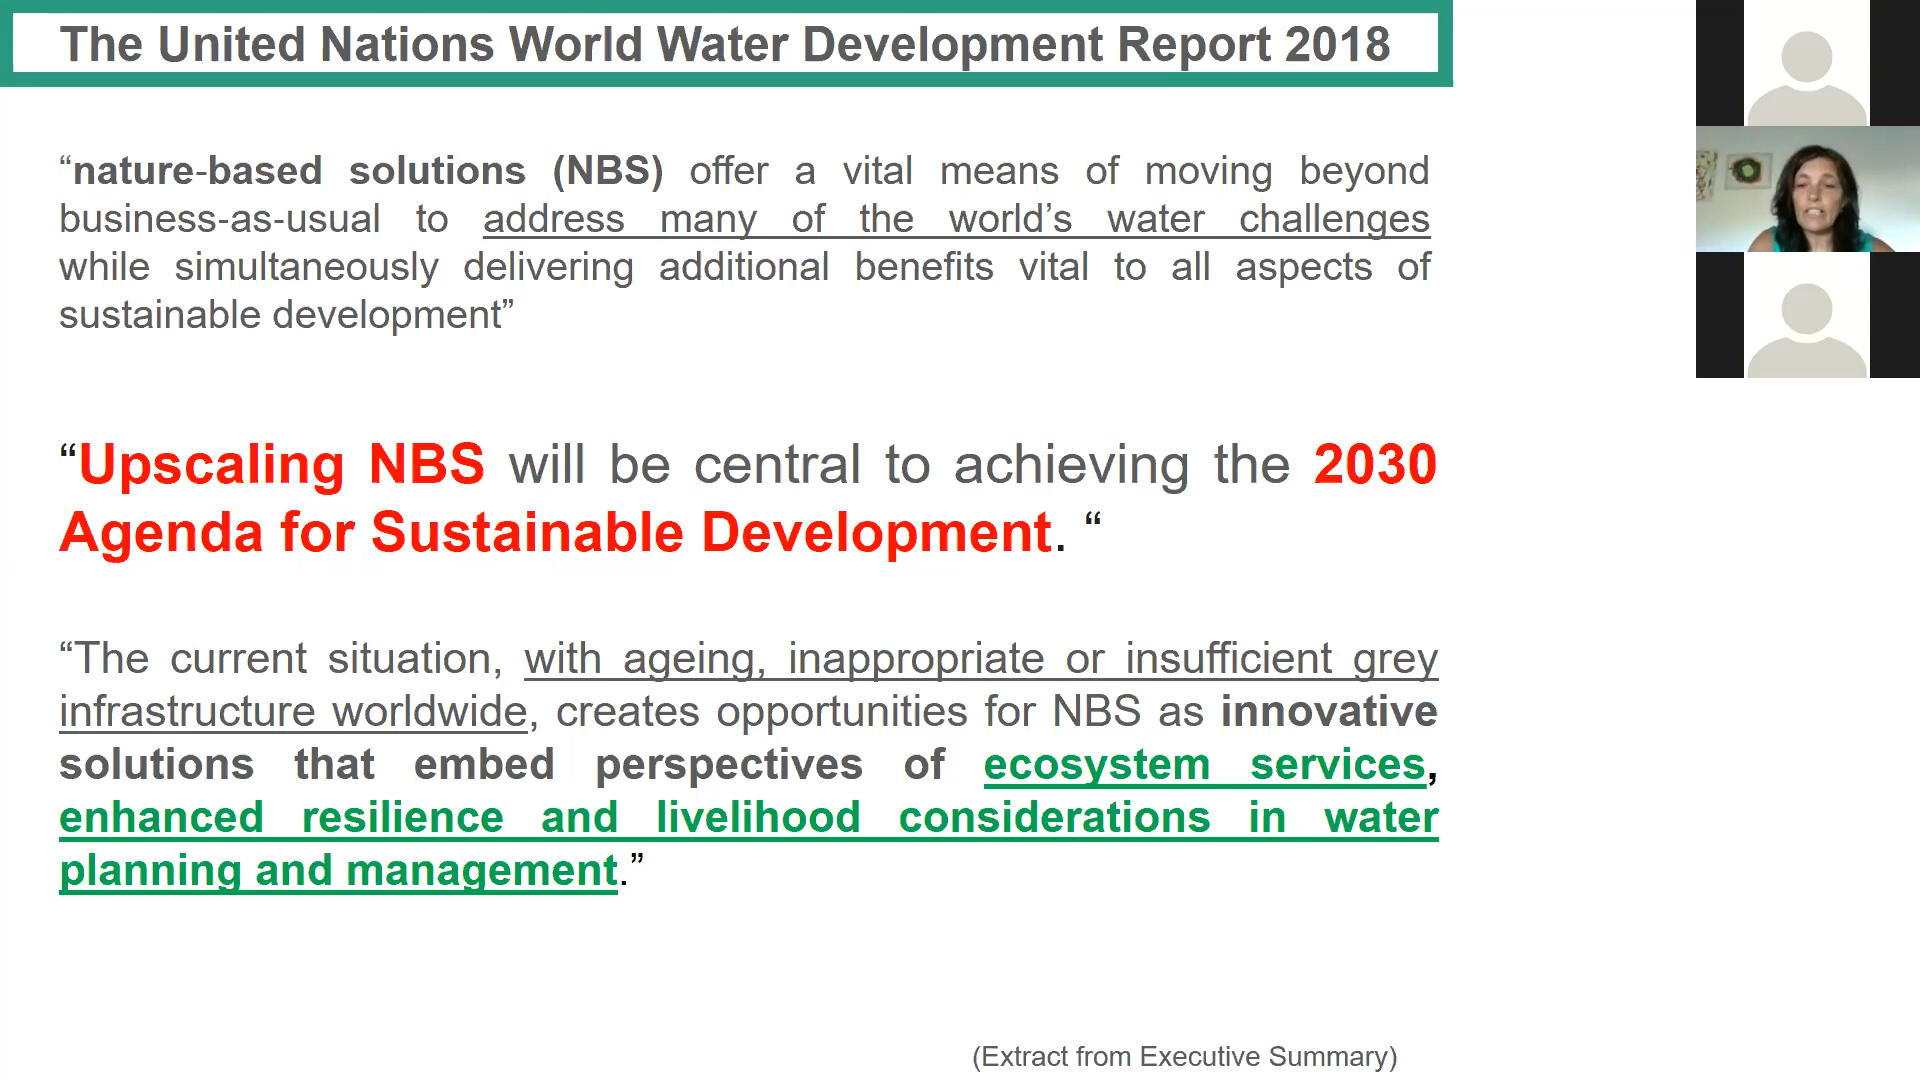 The United Nations World Water Development Report 2018
“nature-based solutions (NBS) offer a vital means of moving beyond
business-as-usual to address many of the world’s water challenges
while simultaneously delivering additional benefits vital to all aspects of
sustainable development”
“Upscaling NBS will be central to achieving the 2030
Agenda for Sustainable Development. “
“The current situation, with ageing, inappropriate or insufficient grey
infrastructure worldwide, creates opportunities for NBS as innovative
solutions that embed perspectives of ecosystem services,
enhanced resilience and livelihood considerations in water
planning and management.”
(Extract from Executive Summary)